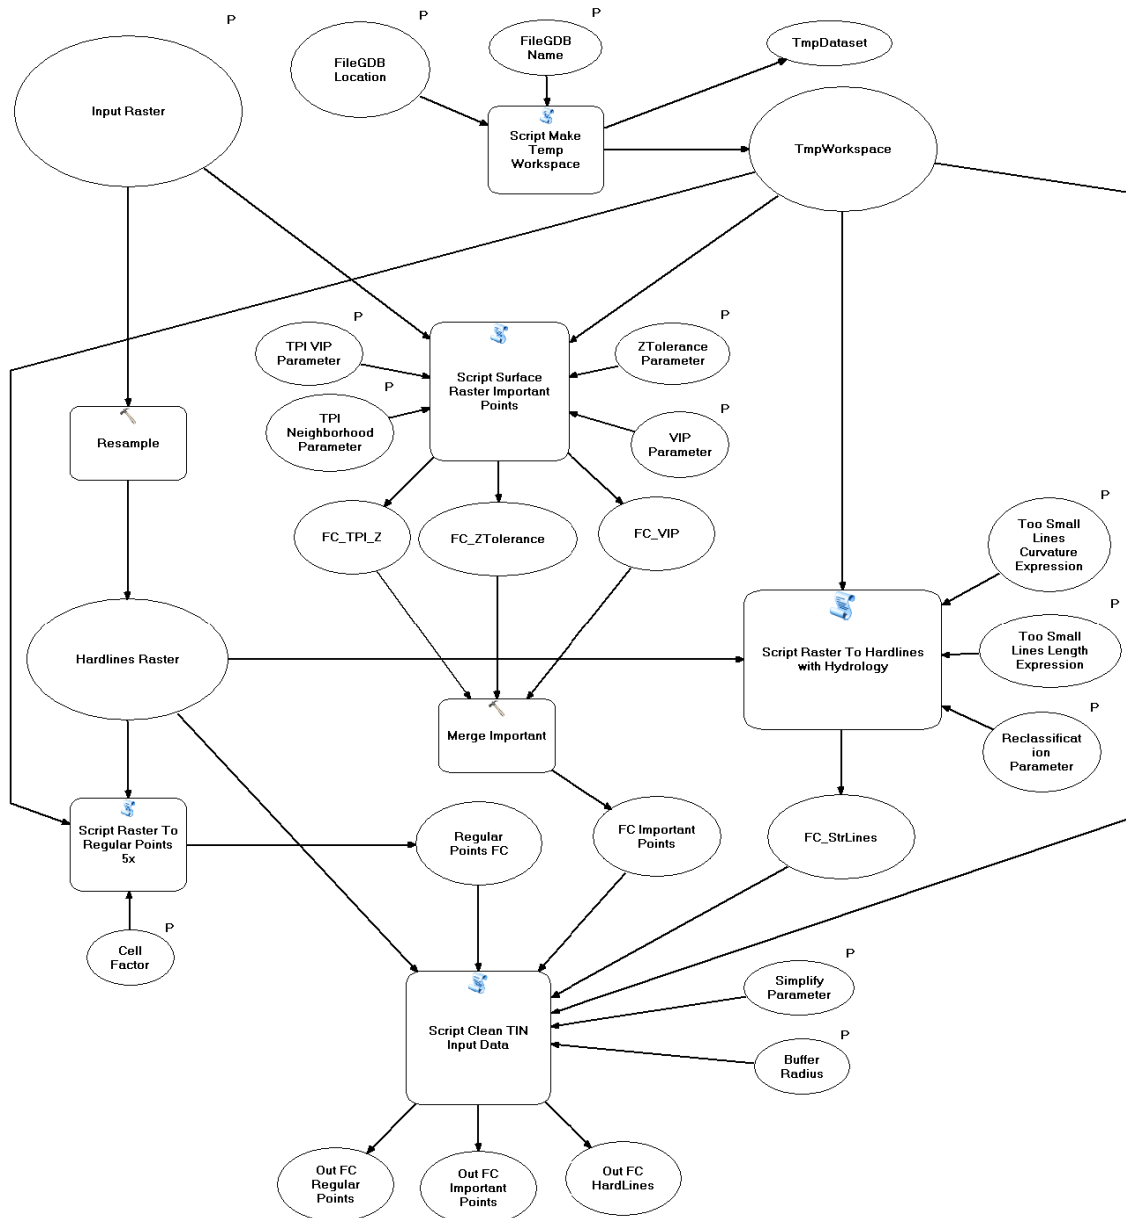 P
P
P
Input Raster
FileGDB
Location
FileGDB
Name
TmpDataset
Script Make
Temp
Workspace
TmpWorkspace
P
P
TPI VIP
Parameter
ZTolerance
Parameter
Script Surface
Raster Important
Points
P
P
TPI
Neighborhood
Parameter
VIP
Parameter
Resample
FC_TPI_Z
FC_ZTolerance
FC_VIP
P
Too Small
Lines
Curvature
Expression
P
Too Small
Lines Length
Expression
Hardlines Raster
Script Raster To Hardlines
with Hydrology
P
Reclassificat
ion
Parameter
Merge Important
Script Raster To
Regular Points
5x
Regular
Points FC
FC Important
Points
FC_StrLines
P
Cell
Factor
P
Simplify
Parameter
Script Clean TIN
Input Data
P
Buffer
Radius
Out FC
Regular
Points
Out FC
Important
Points
Out FC
HardLines